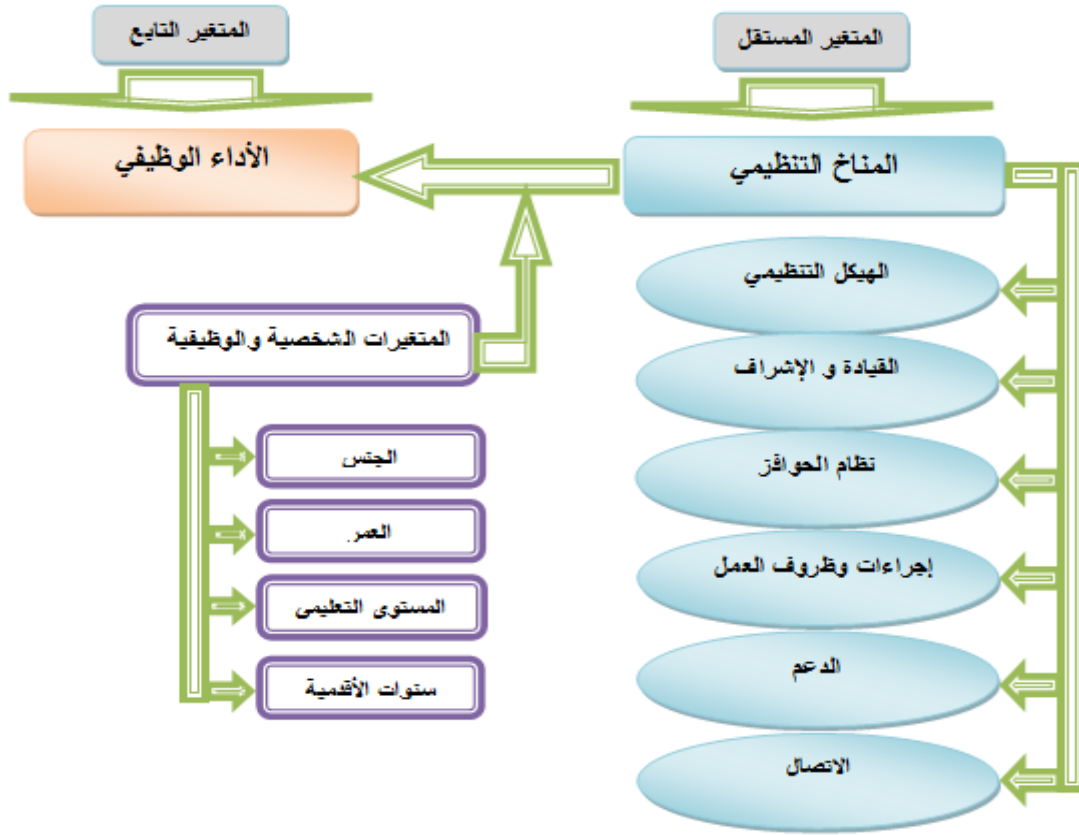 المتغير المستقل
المتغير التابع
المناخ التنظيمي
الأداء الوظيفي
الهيكل التنظيمي
القيادة و الإشراف
نظام الحوافز
إجراءات وظروف العمل
الدعم
الاتصال
المتغيرات الشخصية والوظيفية
الجنس
العمر.
المستوى التعليمي
سنوات الأقدمية